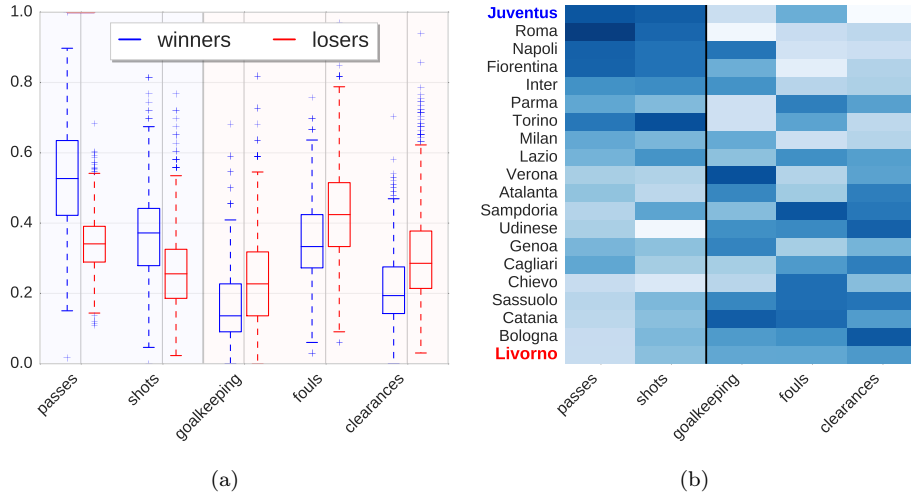 1.0
0.8
0.6
0.4
0.2
0.0
winners
losers
passes
shots
goalkeeping
fouls
clearances
(a)
Juventus
Roma
Napoli
Fiorentina
Inter
Parma
Torino
Milan
Lazio
Verona
Atalanta
Sampdoria
Udinese
Genoa
Cagliari
Chievo
Sassuolo
Catania
Bologna
Livorno
passes
shots
goalkeeping
fouls
clearances
(b)